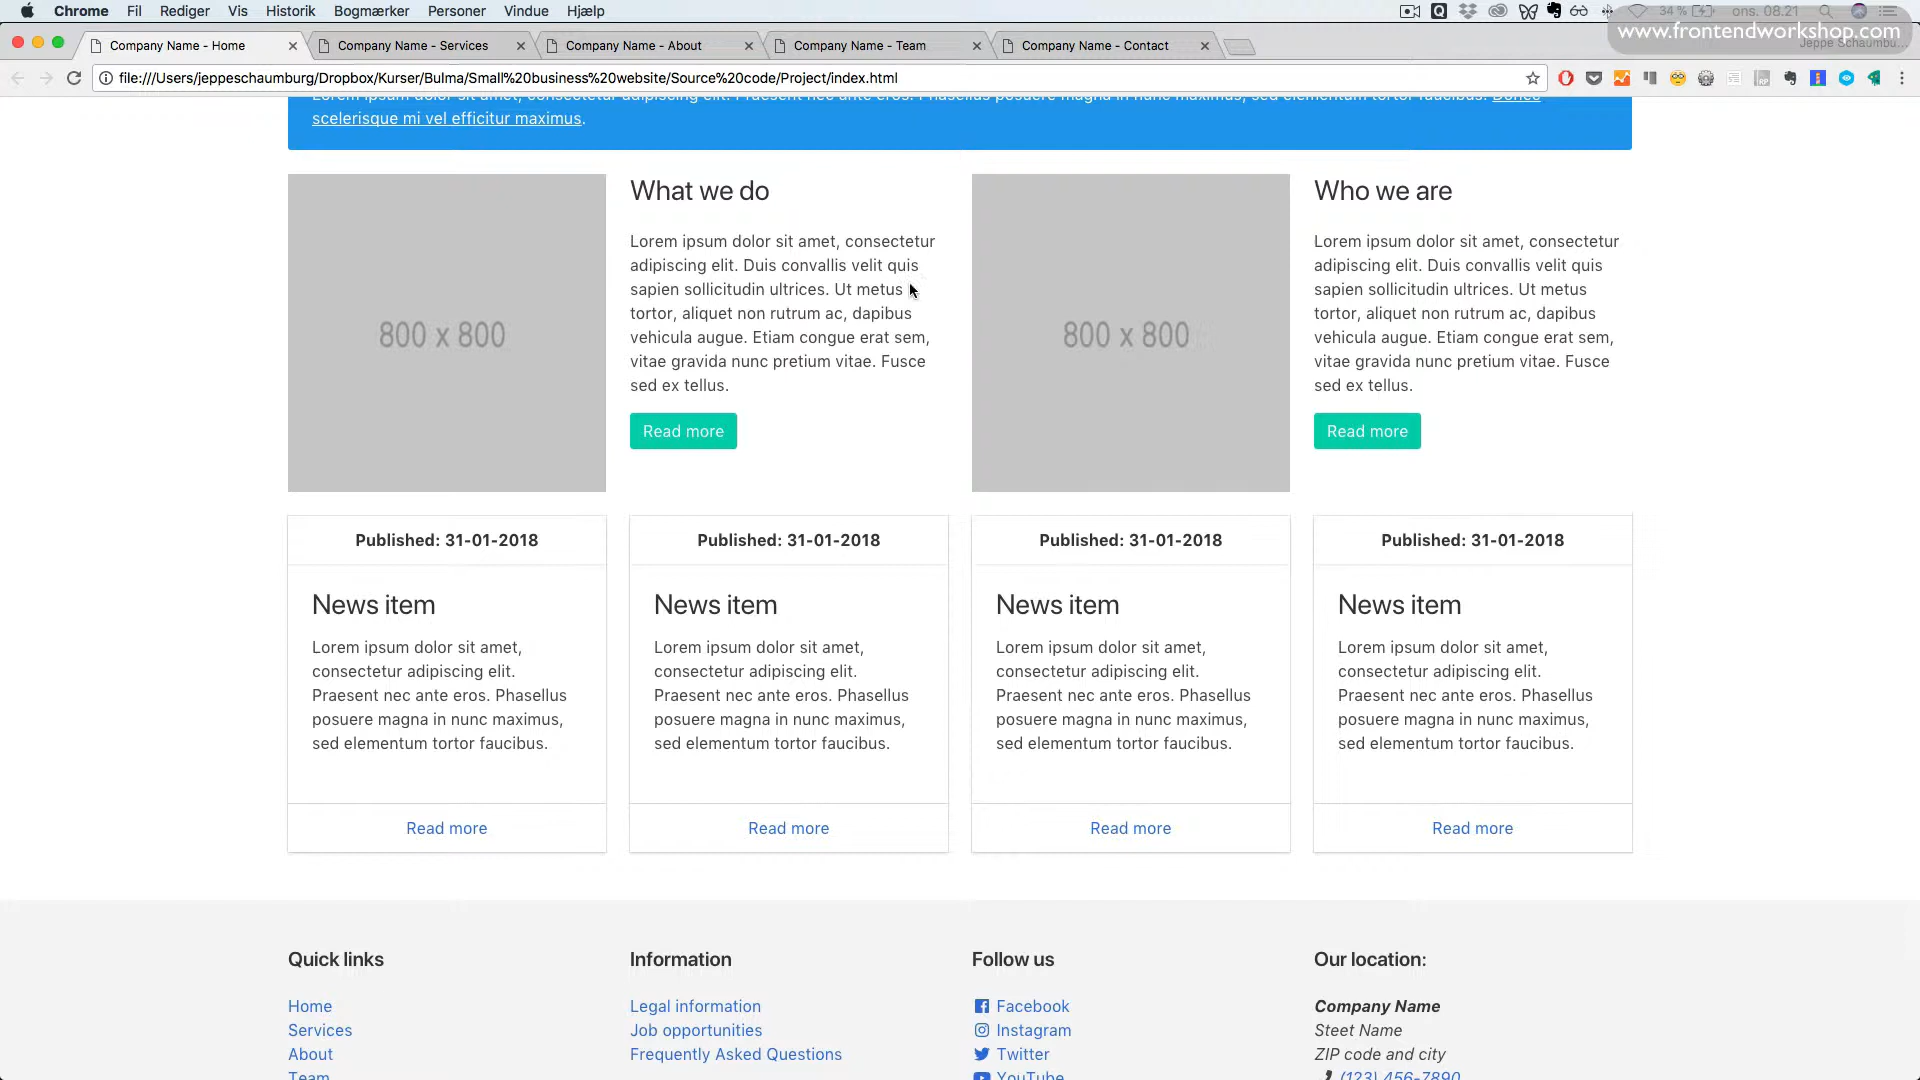 Chrome Fil Rediger Vis Historik Bogmærker Personer Vindue Hjælp 34 % ons. 08.21
www.frontendworkshop.com
Company Name - Home Company Name - Services Company Name - About Company Name - Team Company Name - Contact Jeppe Schaumbu...
file:///Users/jeppeschaumburg/Dropbox/Kurser/Bulma/Small%20business%20website/Source%20code/Project/index.html
Lorem ipsum dolor sit amet, consectetur adipiscing elit. Praesent nec ante eros. Phasellus posuere magna in nunc maximus, sed elementum tortor faucibus. Donec
scelerisque mi vel efficitur maximus.
800 x 800
What we do
Lorem ipsum dolor sit amet, consectetur
adipiscing elit. Duis convallis velit quis
sapien sollicitudin ultrices. Ut metus
tortor, aliquet non rutrum ac, dapibus
vehicula augue. Etiam congue erat sem,
vitae gravida nunc pretium vitae. Fusce
sed ex tellus.
Read more
800 x 800
Who we are
Lorem ipsum dolor sit amet, consectetur
adipiscing elit. Duis convallis velit quis
sapien sollicitudin ultrices. Ut metus
tortor, aliquet non rutrum ac, dapibus
vehicula augue. Etiam congue erat sem,
vitae gravida nunc pretium vitae. Fusce
sed ex tellus.
Read more
Published: 31-01-2018
News item
Lorem ipsum dolor sit amet,
consectetur adipiscing elit.
Praesent nec ante eros. Phasellus
posuere magna in nunc maximus,
sed elementum tortor faucibus.
Read more
Published: 31-01-2018
News item
Lorem ipsum dolor sit amet,
consectetur adipiscing elit.
Praesent nec ante eros. Phasellus
posuere magna in nunc maximus,
sed elementum tortor faucibus.
Read more
Published: 31-01-2018
News item
Lorem ipsum dolor sit amet,
consectetur adipiscing elit.
Praesent nec ante eros. Phasellus
posuere magna in nunc maximus,
sed elementum tortor faucibus.
Read more
Published: 31-01-2018
News item
Lorem ipsum dolor sit amet,
consectetur adipiscing elit.
Praesent nec ante eros. Phasellus
posuere magna in nunc maximus,
sed elementum tortor faucibus.
Read more
Quick links
Home
Services
About
Team
Information
Legal information
Job opportunities
Frequently Asked Questions
Follow us
Facebook
Instagram
Twitter
YouTube
Our location:
Company Name
Steet Name
ZIP code and city
(123) 456-7890